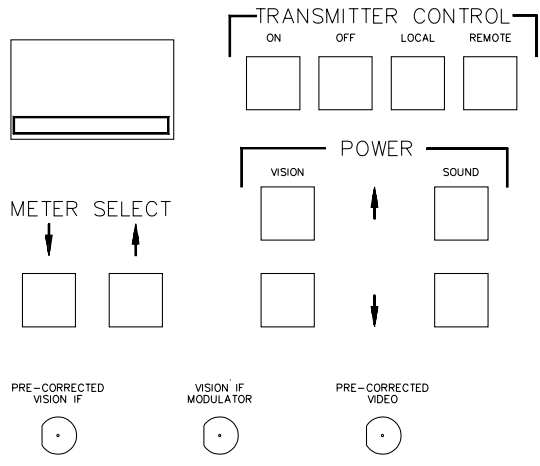 TRANSMITTER CONTROL
ON OFF LOCAL REMOTE
POWER
VISION SOUND
METER SELECT
PRE-CORRECTED
VISION IF
VISION IF
MODULATOR
PRE-CORRECTED
VIDEO